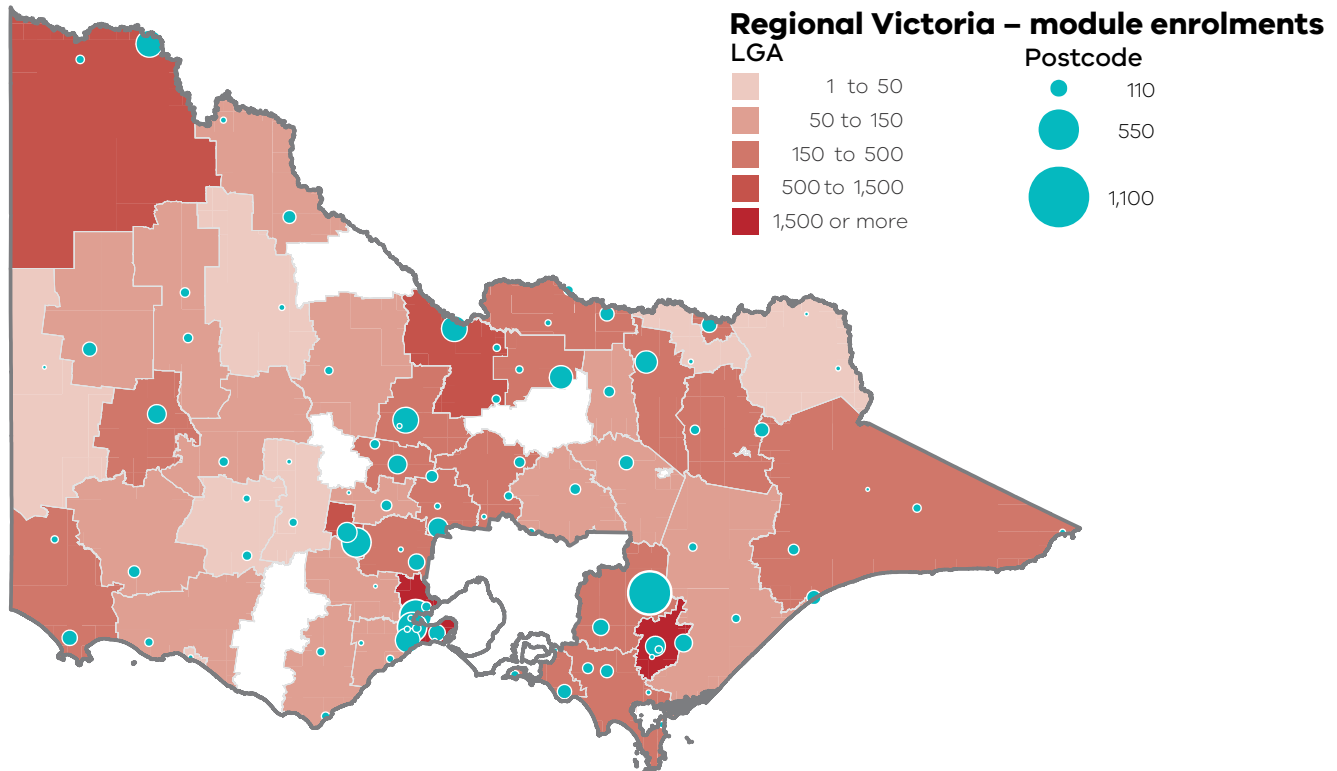 Regional Victoria – module enrolments
LGA
1 to 50
50 to 150
150 to 500
500 to 1,500
1,500 or more
Postcode
110
550
1,100